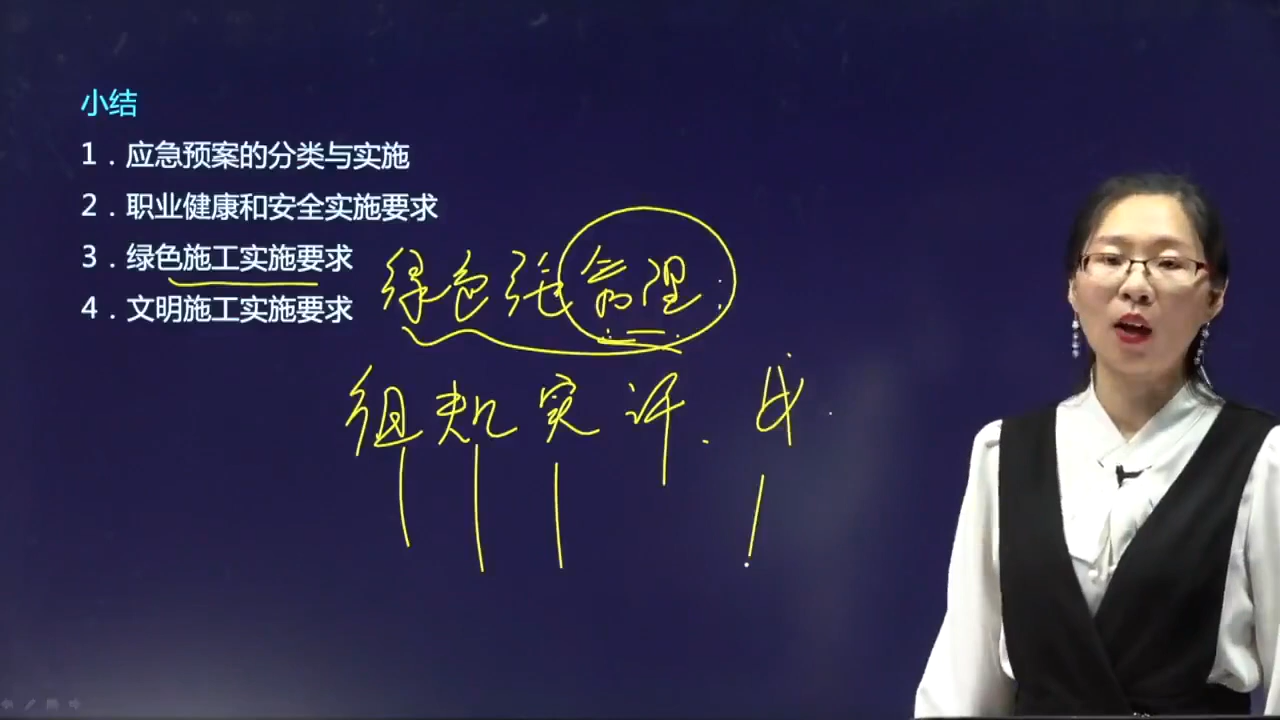 小结
1．应急预案的分类与实施
2．职业健康和安全实施要求
3．绿色施工实施要求
4．文明施工实施要求
绿色施管理
组规实评.